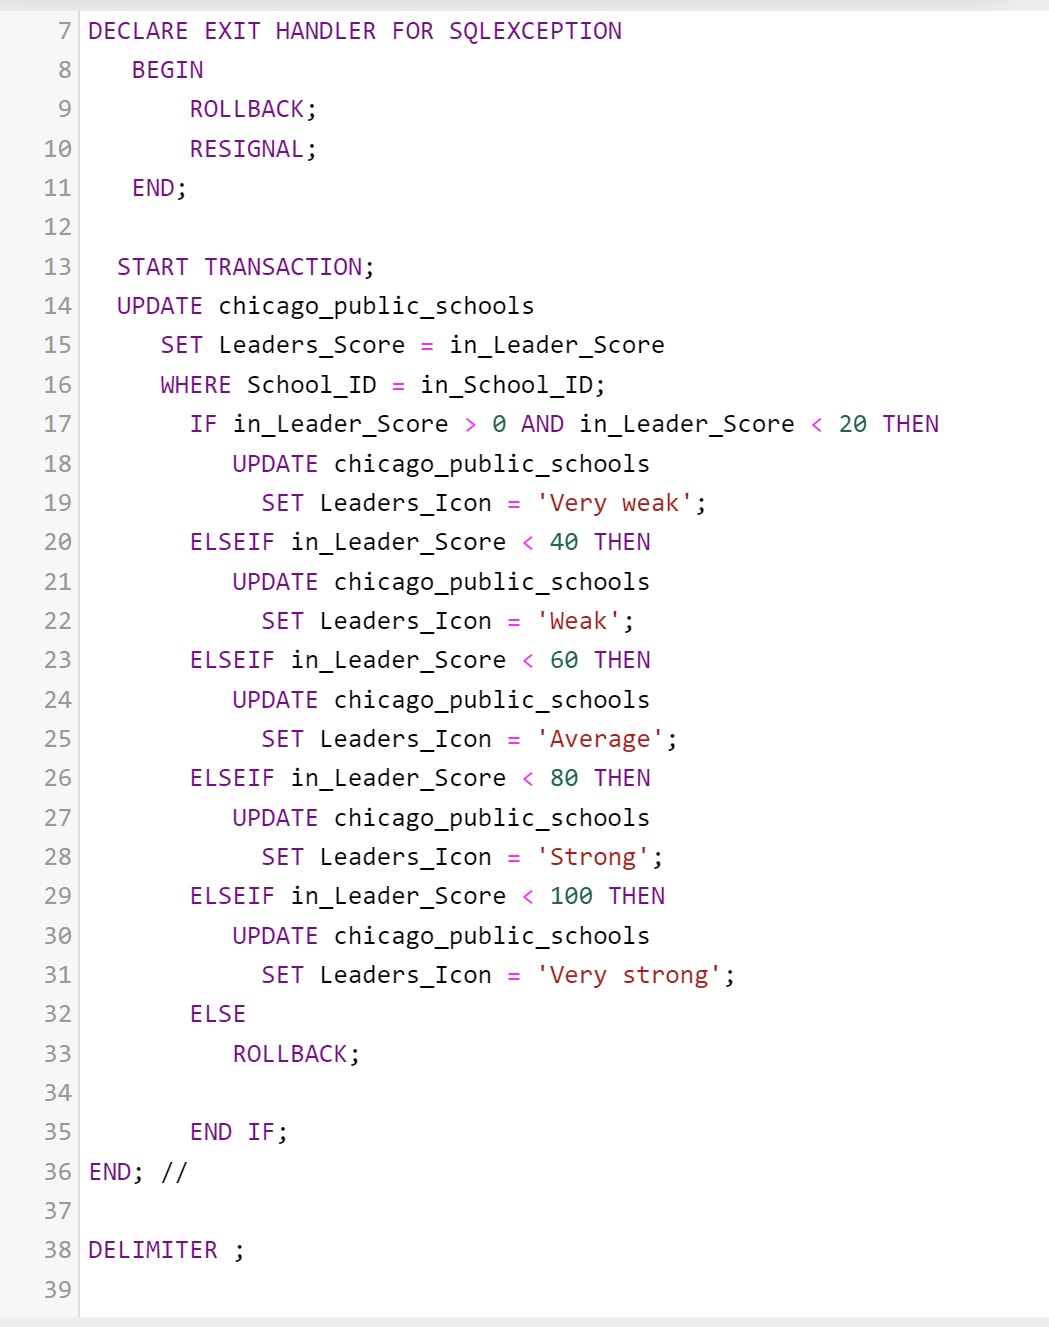 7 DECLARE EXIT HANDLER FOR SQLEXCEPTION
8 BEGIN
9 ROLLBACK;
10 RESIGNAL;
11 END;
12
13 START TRANSACTION;
14 UPDATE chicago_public_schools
15 SET Leaders_Score = in_Leader_Score
16 WHERE School_ID = in_School_ID;
17 IF in_Leader_Score > 0 AND in_Leader_Score < 20 THEN
18 UPDATE chicago_public_schools
19 SET Leaders_Icon = 'Very weak';
20 ELSEIF in_Leader_Score < 40 THEN
21 UPDATE chicago_public_schools
22 SET Leaders_Icon = 'Weak';
23 ELSEIF in_Leader_Score < 60 THEN
24 UPDATE chicago_public_schools
25 SET Leaders_Icon = 'Average';
26 ELSEIF in_Leader_Score < 80 THEN
27 UPDATE chicago_public_schools
28 SET Leaders_Icon = 'Strong';
29 ELSEIF in_Leader_Score < 100 THEN
30 UPDATE chicago_public_schools
31 SET Leaders_Icon = 'Very strong';
32 ELSE
33 ROLLBACK;
34
35 END IF;
36 END; //
37
38 DELIMITER ;
39